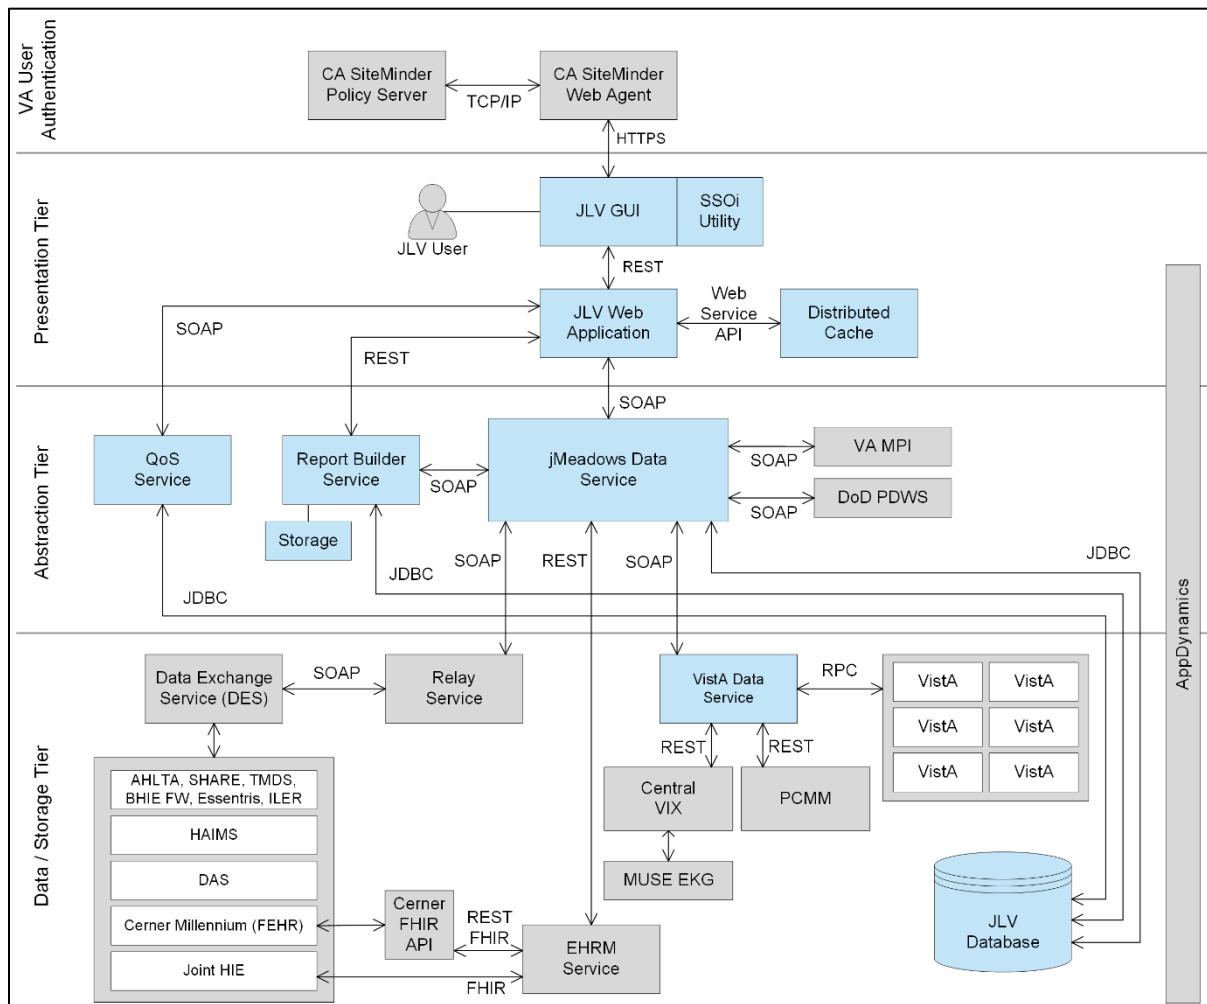 VA User
Authentication
CA SiteMinder
Policy Server
TCP/IP
CA SiteMinder
Web Agent
HTTPS
Presentation Tier
JLV User
JLV GUI
SSOi
Utility
REST
SOAP
REST
JLV Web
Application
Web
Service
API
Distributed
Cache
SOAP
Abstraction Tier
QoS
Service
Report Builder
Service
Storage
SOAP
jMeadows Data
Service
SOAP
VA MPI
SOAP
DoD PDWS
JDBC
JDBC
SOAP
REST
SOAP
JDBC
AppDynamics
Data / Storage Tier
Data Exchange
Service (DES)
SOAP
Relay
Service
VistA Data
Service
RPC
VistA
VistA
VistA
VistA
VistA
VistA
REST
REST
Central
VIX
PCMM
MUSE EKG
AHLTA, SHARE, TMDS,
BHIE FW, Essentris, ILER
HAIMS
DAS
Cerner Millennium (FEHR)
Joint HIE
Cerner
FHIR
API
REST
FHIR
FHIR
EHRM
Service
JLV
Database